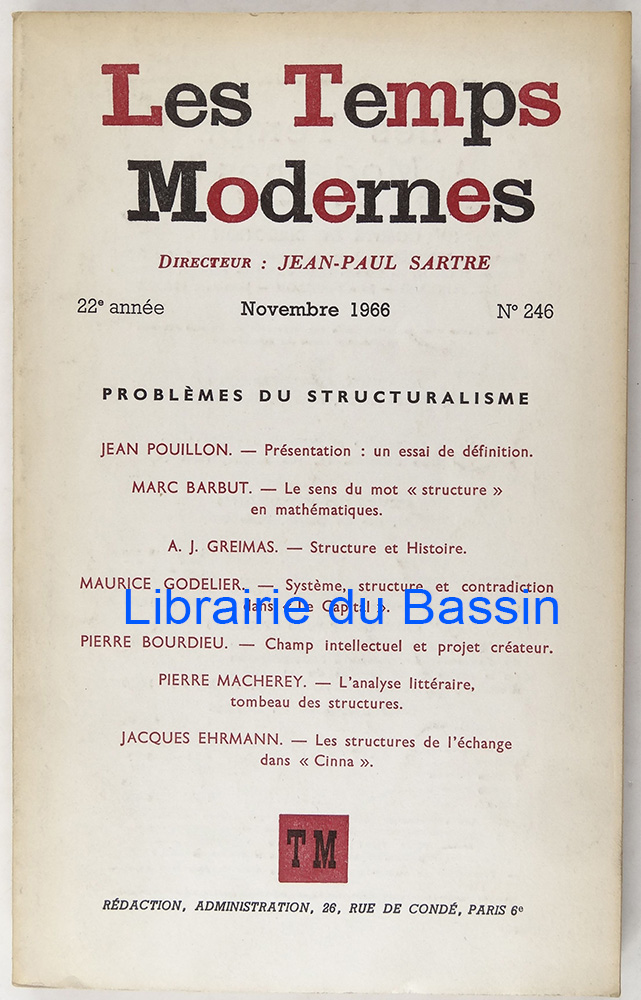 Les Temps
Modernes
DIRECTEUR : JEAN-PAUL SARTRE
22e année Novembre 1966 N° 246
PROBLÈMES DU STRUCTURALISME
JEAN POUILLON. — Présentation : un essai de définition.
MARC BARBUT. — Le sens du mot « structure »
en mathématiques.
A. J. GREIMAS. — Structure et Histoire.
MAURICE GODELIER. — Système, structure et contradiction
dans « Le Capital ».
Librairie du Bassin
PIERRE BOURDIEU. — Champ intellectuel et projet créateur.
PIERRE MACHEREY. — L'analyse littéraire,
tombeau des structures.
JACQUES EHRMANN. — Les structures de l'échange
dans « Cinna ».
TM
RÉDACTION, ADMINISTRATION, 26, RUE DE CONDÉ, PARIS 6e